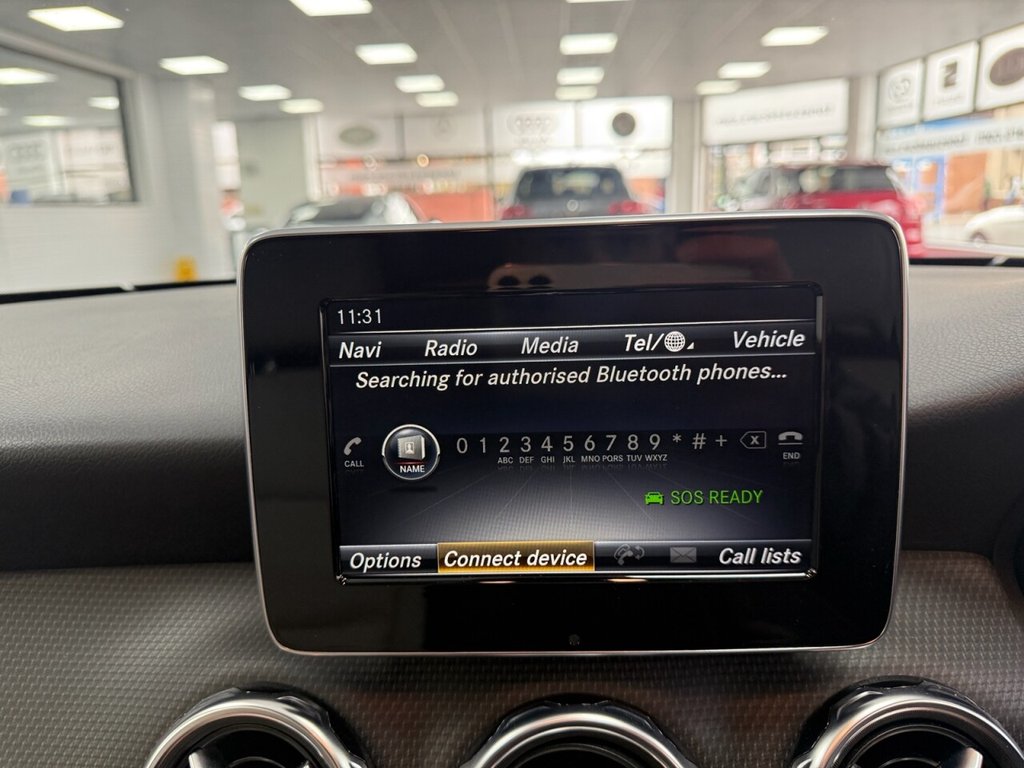 11:31
Navi Radio Media Tel/ Vehicle
Searching for authorised Bluetooth phones...
0 1 2 3 4 5 6 7 8 9 * # +
CALL NAME ABC DEF GHI JKL MNO PQRS TUV WXYZ END
SOS READY
Options Connect device Call lists